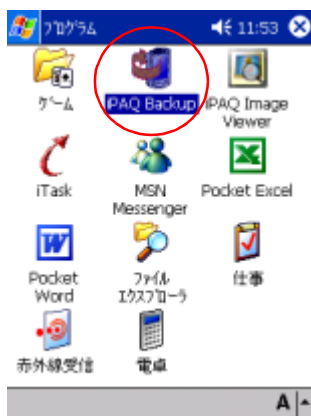 ﾌﾟﾛｸﾞﾗﾑ 11:53
ｹﾞｰﾑ
iPAQ Backup
iPAQ Image
Viewer
iTask
MSN
Messenger
Pocket Excel
Pocket
Word
ﾌｧｲﾙ
ｴｸｽﾌﾟﾛｰﾗ
仕事
赤外線受信
電卓
A